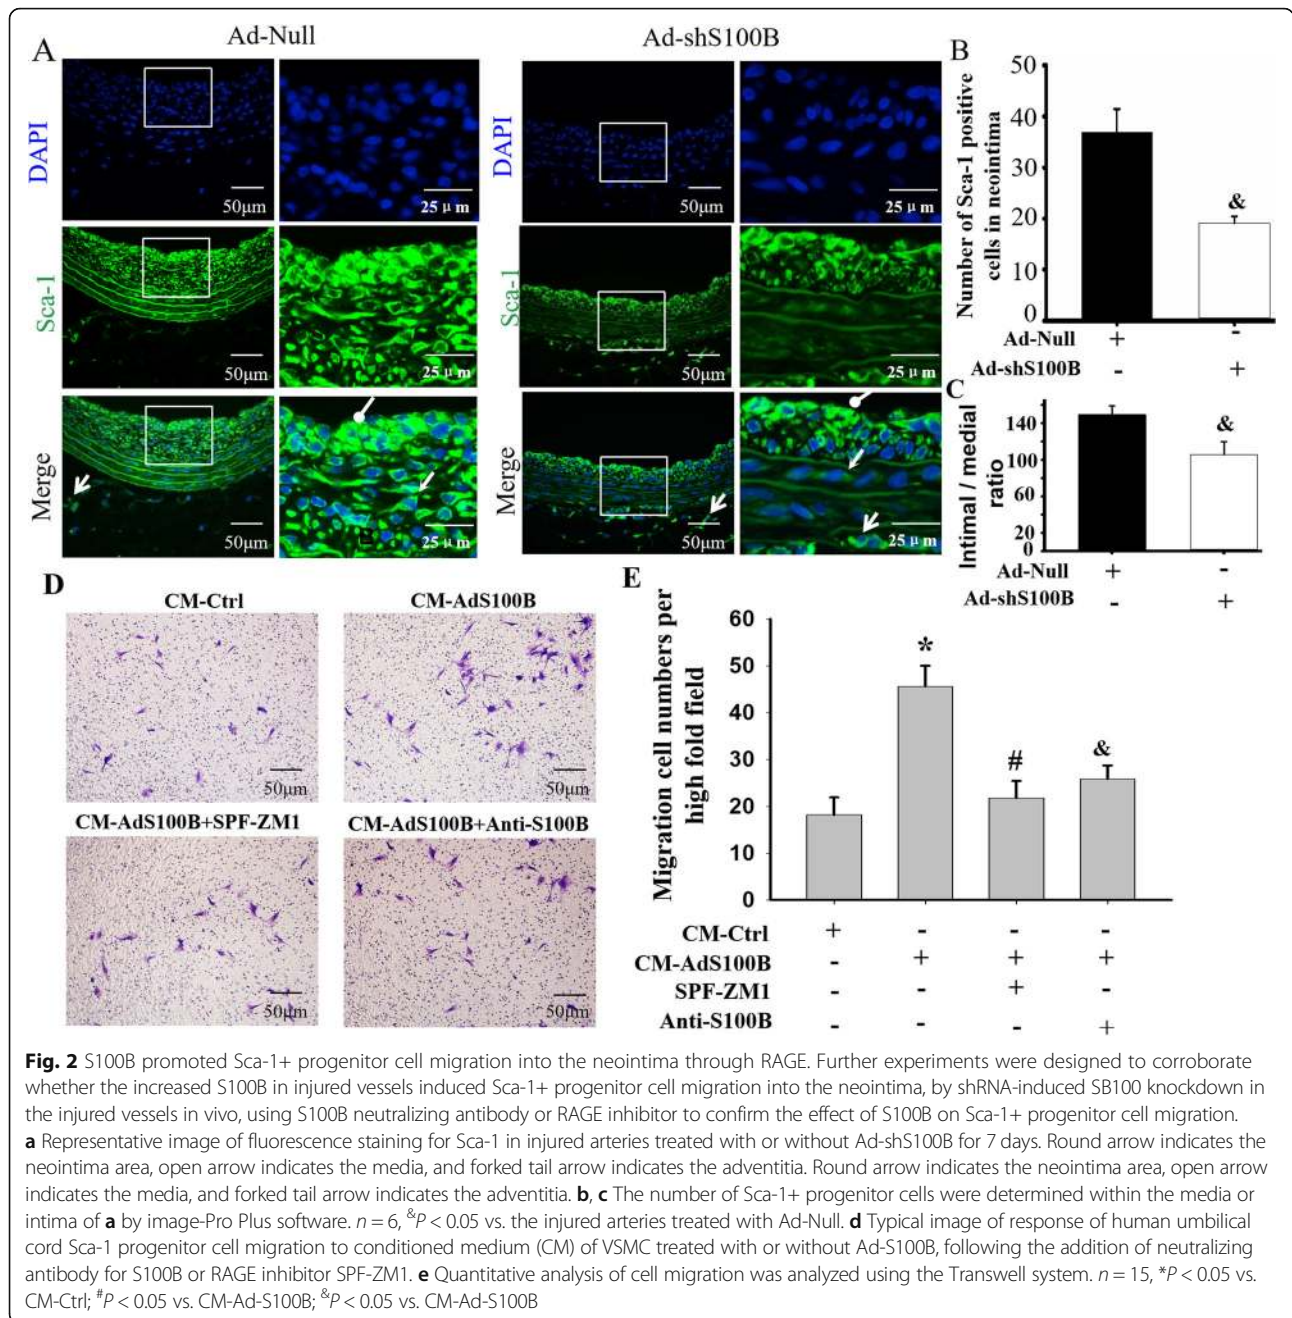 A
Ad-Null
Ad-shS100B
DAPI
50μm
25 μ m
DAPI
50μm
25 μ m
Sca-1
50μm
25 μ m
Sca-1
50μm
25 μ m
Merge
50μm
25 μ m
Merge
50μm
25 μ m
B
Number of Sca-1 positive
cells in neointima
50
40
30
20
10
0
&
Ad-Null + -
Ad-shS100B - +
C
Intimal / medial
ratio
140
100
60
20
0
&
Ad-Null + -
Ad-shS100B - +
D
CM-Ctrl
CM-AdS100B
50μm
50μm
CM-AdS100B+SPF-ZM1
CM-AdS100B+Anti-S100B
50μm
50μm
E
Migration cell numbers per
high fold field
60
50
40
30
20
10
0
*
#
&
CM-Ctrl + - - -
CM-AdS100B - + + +
SPF-ZM1 - - + -
Anti-S100B - - - +
Fig. 2 S100B promoted Sca-1+ progenitor cell migration into the neointima through RAGE. Further experiments were designed to corroborate
whether the increased S100B in injured vessels induced Sca-1+ progenitor cell migration into the neointima, by shRNA-induced SB100 knockdown in
the injured vessels in vivo, using S100B neutralizing antibody or RAGE inhibitor to confirm the effect of S100B on Sca-1+ progenitor cell migration.
a Representative image of fluorescence staining for Sca-1 in injured arteries treated with or without Ad-shS100B for 7 days. Round arrow indicates the
neointima area, open arrow indicates the media, and forked tail arrow indicates the adventitia. Round arrow indicates the neointima area, open arrow
indicates the media, and forked tail arrow indicates the adventitia. b, c The number of Sca-1+ progenitor cells were determined within the media or
intima of a by image-Pro Plus software. n = 6, &P < 0.05 vs. the injured arteries treated with Ad-Null. d Typical image of response of human umbilical
cord Sca-1 progenitor cell migration to conditioned medium (CM) of VSMC treated with or without Ad-S100B, following the addition of neutralizing
antibody for S100B or RAGE inhibitor SPF-ZM1. e Quantitative analysis of cell migration was analyzed using the Transwell system. n = 15, *P < 0.05 vs.
CM-Ctrl; #P < 0.05 vs. CM-Ad-S100B; &P < 0.05 vs. CM-Ad-S100B